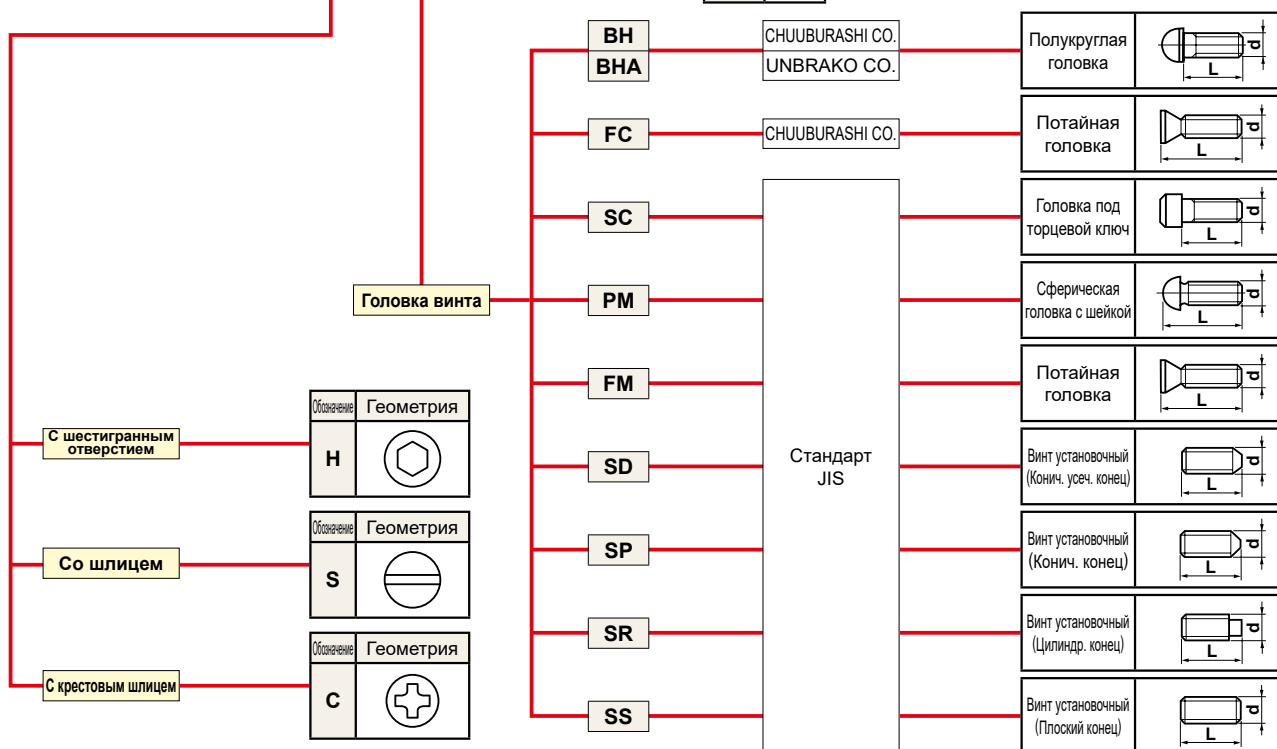 BH
CHUUBURASHI CO.
BHA
UNBRAKO CO.
Полукруглая
головка
d
L
FC
CHUUBURASHI CO.
Потайная
головка
d
L
SC
Головка под
торцевой ключ
d
L
Головка винта
PM
Сферическая
головка с шейкой
d
L
FM
Потайная
головка
d
L
Обозначение
Геометрия
С шестигранным
отверстием
H
SD
Стандарт
JIS
Винт установочный
(Конич. усеч. конец)
d
L
Обозначение
Геометрия
Со шлицем
S
SP
Винт установочный
(Конич. конец)
d
L
SR
Винт установочный
(Цилиндр. конец)
d
L
Обозначение
Геометрия
С крестовым шлицем
C
SS
Винт установочный
(Плоский конец)
d
L